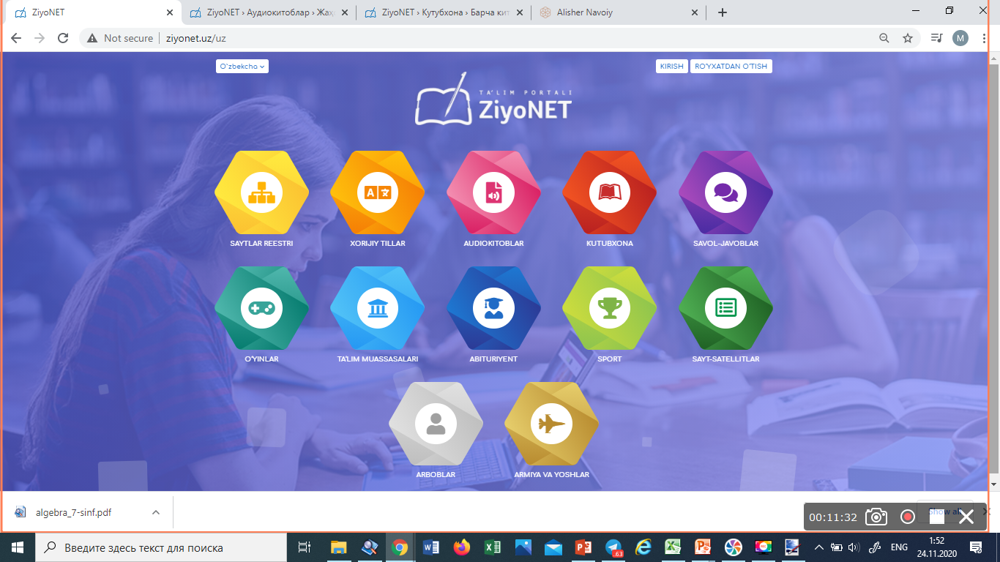 ZiyoNET
ZiyoNET › Аудиокитоблар › Жаҳ
ZiyoNET › Кутубхона › Барча кит
Alisher Navoiy
Not secure
ziyonet.uz/uz
M
O'zbekcha
KIRISH
RO'YXATDAN O'TISH
TA'LIM PORTALI
ZiyoNET
SAYTLAR REESTRI
XORIJIY TILLAR
AUDIOKITOBLAR
KUTUBXONA
SAVOL-JAVOBLAR
O'YINLAR
TA'LIM MUASSASALARI
ABITURIYENT
SPORT
SAYT-SATELLITLAR
ARBOBLAR
ARMIYA VA YOSHLAR
algebra_7-sinf.pdf
00:11:32
Show all
Введите здесь текст для поиска
63
ENG
1:52
24.11.2020